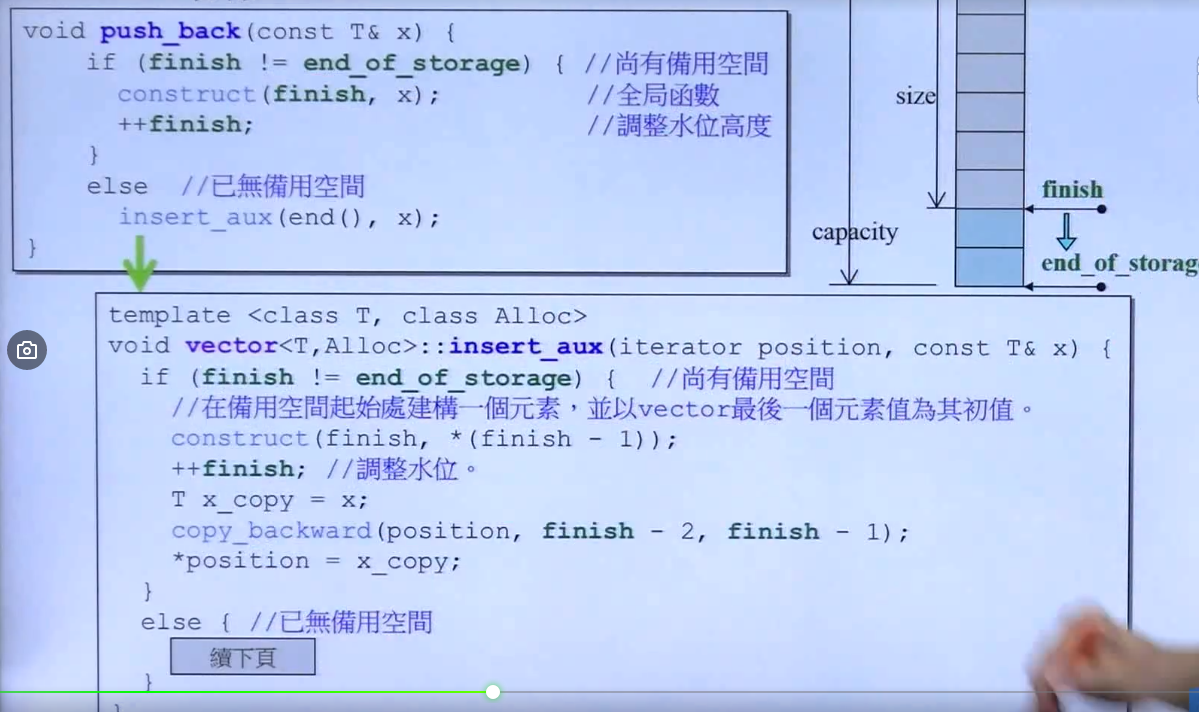 void push_back(const T& x) {
if (finish != end_of_storage) { //尚有備用空間
construct(finish, x); //全局函數
++finish; //調整水位高度
}
else //已無備用空間
insert_aux(end(), x);
}
size
finish
capacity
end_of_storag
template <class T, class Alloc>
void vector<T,Alloc>::insert_aux(iterator position, const T& x) {
if (finish != end_of_storage) { //尚有備用空間
//在備用空間起始處建構一個元素，並以vector最後一個元素值為其初值。
construct(finish, *(finish - 1));
++finish; //調整水位。
T x_copy = x;
copy_backward(position, finish - 2, finish - 1);
*position = x_copy;
}
else { //已無備用空間
續下頁
}
}